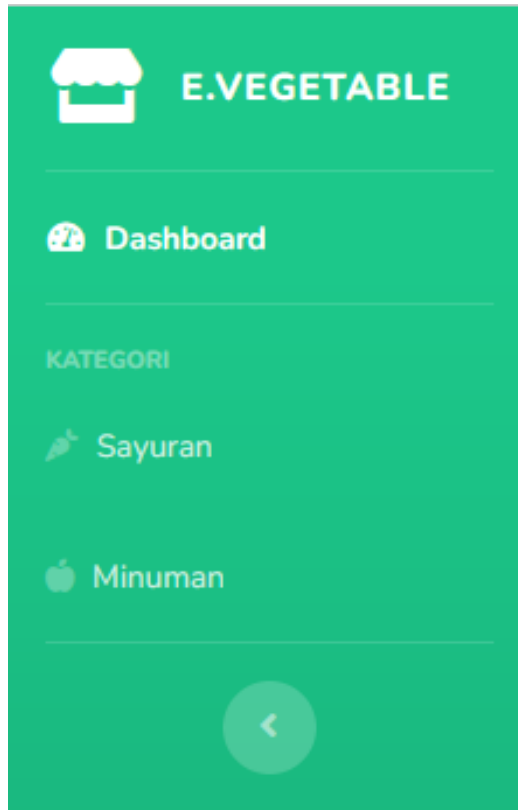 E.VEGETABLE
Dashboard
KATEGORI
Sayuran
Minuman